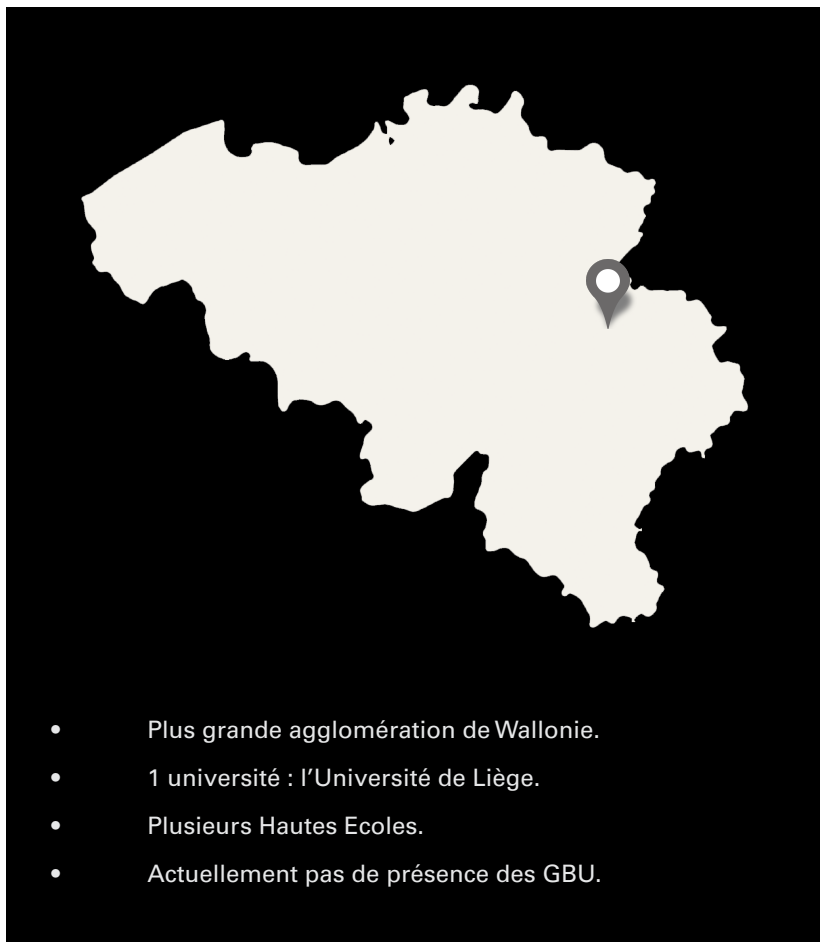 • Plus grande agglomération de Wallonie.
• 1 université : l’Université de Liège.
• Plusieurs Hautes Ecoles.
• Actuellement pas de présence des GBU.